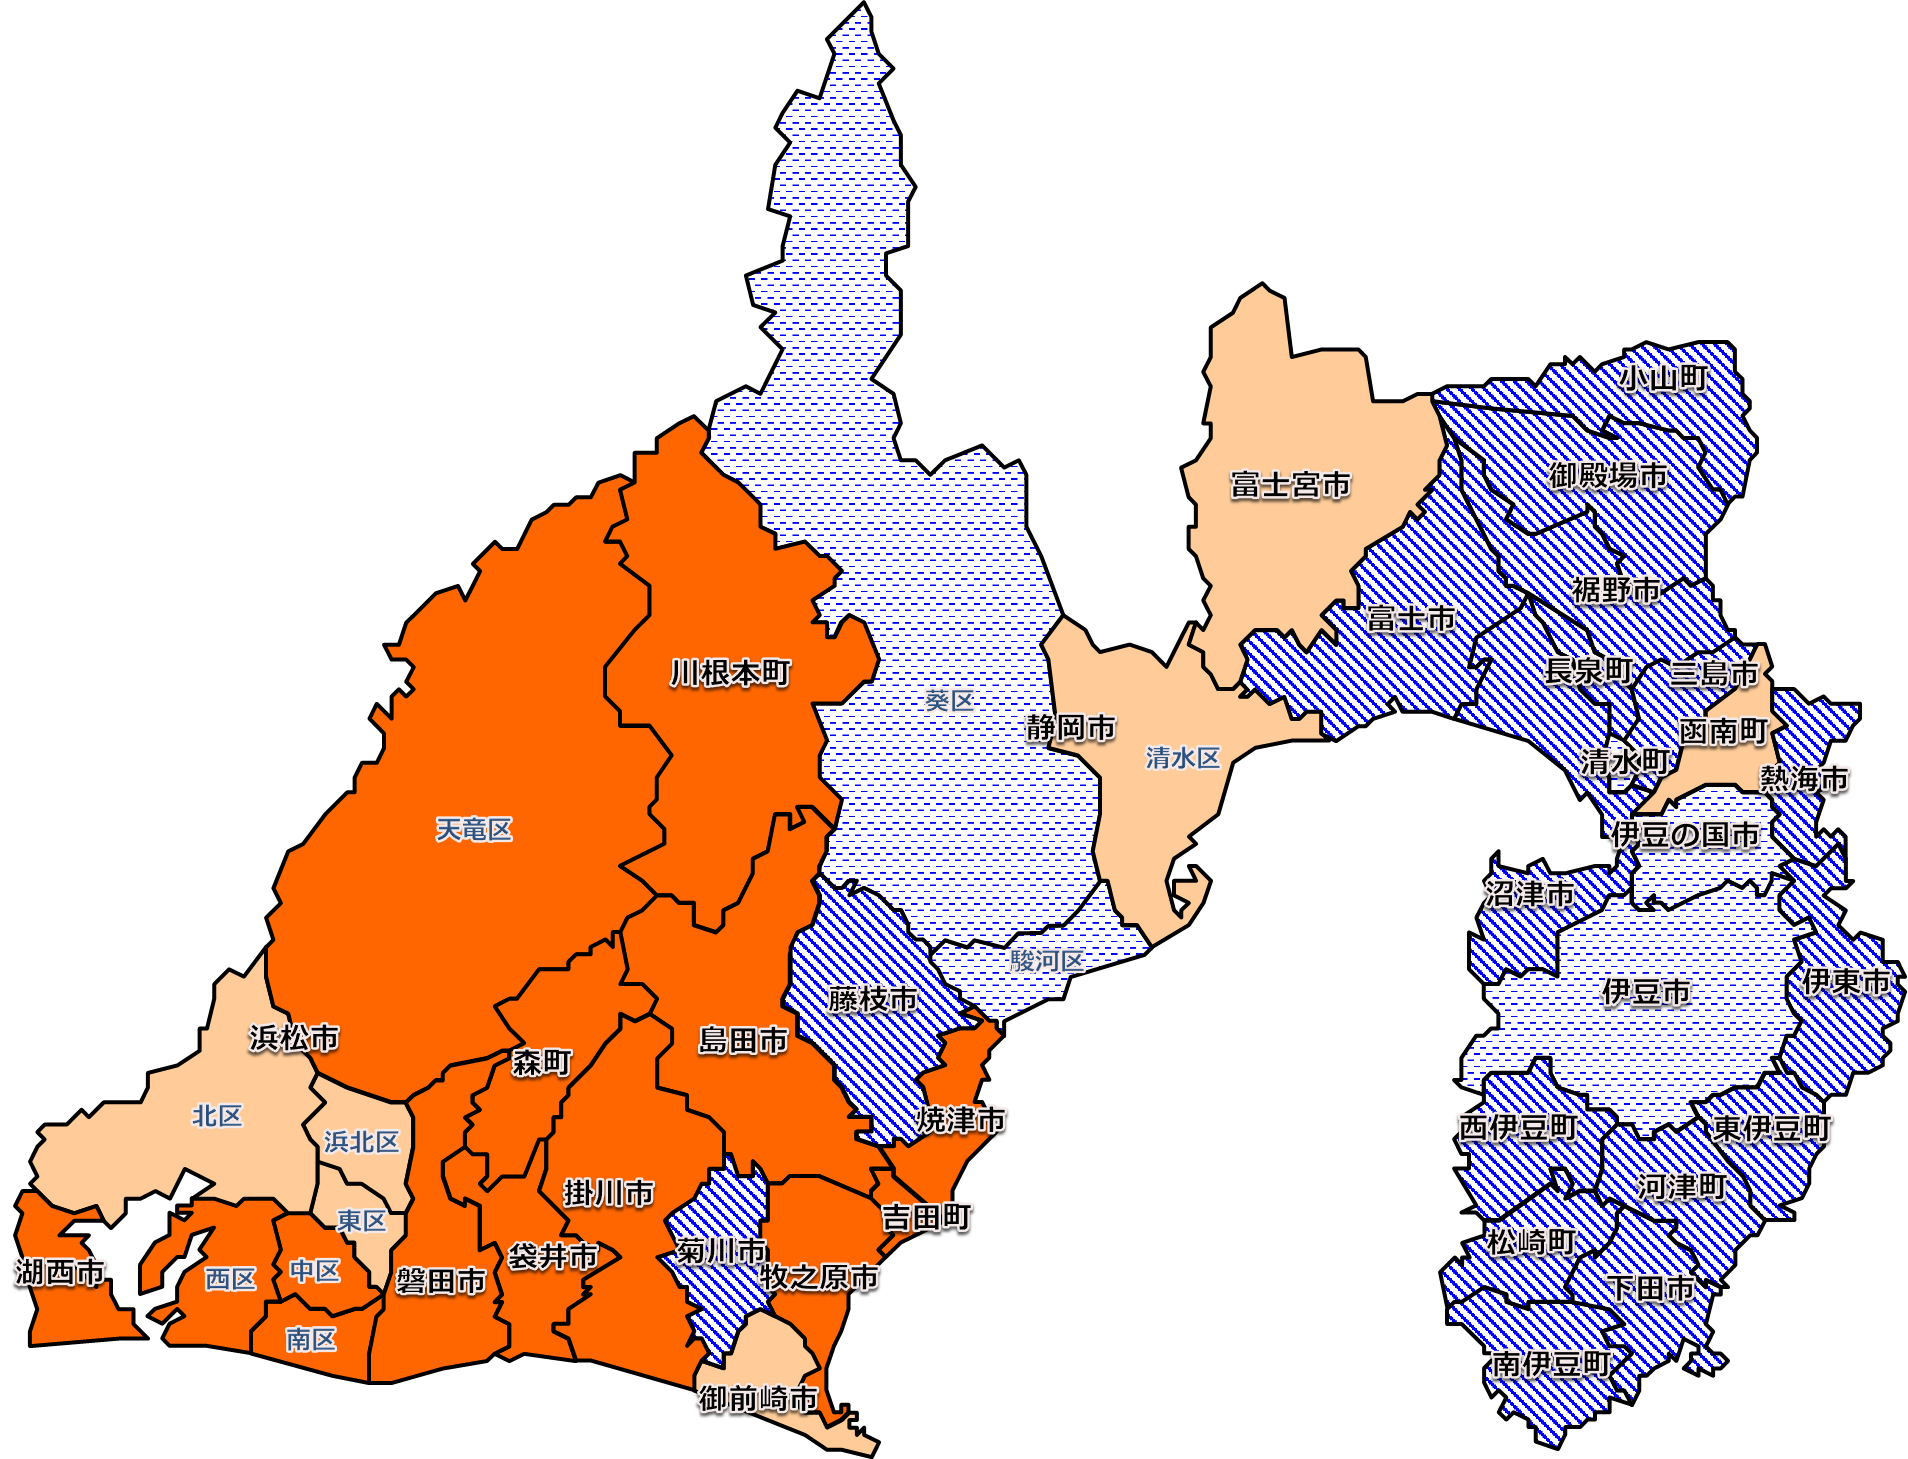 小山町
御殿場市
富士宮市
裾野市
富士市
長泉町
三島市
川根本町
葵区
静岡市
函南町
清水区
清水町
熱海市
天竜区
伊豆の国市
沼津市
駿河区
伊豆市
伊東市
藤枝市
浜松市
島田市
森町
北区
焼津市
西伊豆町
東伊豆町
浜北区
河津町
掛川市
東区
吉田町
松崎町
菊川市
袋井市
湖西市
西区
中区
磐田市
牧之原市
下田市
南区
南伊豆町
御前崎市